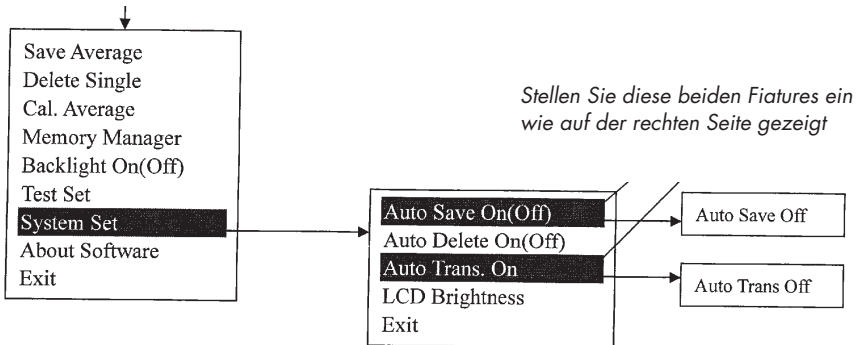 Save Average
Delete Single
Cal. Average
Memory Manager
Backlight On(Off)
Test Set
System Set
About Software
Exit
Stellen Sie diese beiden Fiatures ein
wie auf der rechten Seite gezeigt
Auto Save On(Off)
Auto Delete On(Off)
Auto Trans. On
LCD Brightness
Exit
Auto Save Off
Auto Trans Off